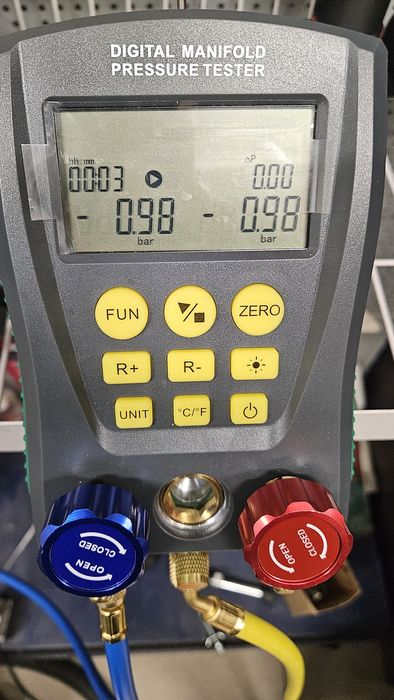 DIGITAL MANIFOLD
PRESSURE TESTER
hh:mm ΔP
00:03 0.00
- 0.98 - 0.98
bar bar
FUN ZERO
R+ R-
UNIT °C/°F
OPEN CLOSED
OPEN CLOSED